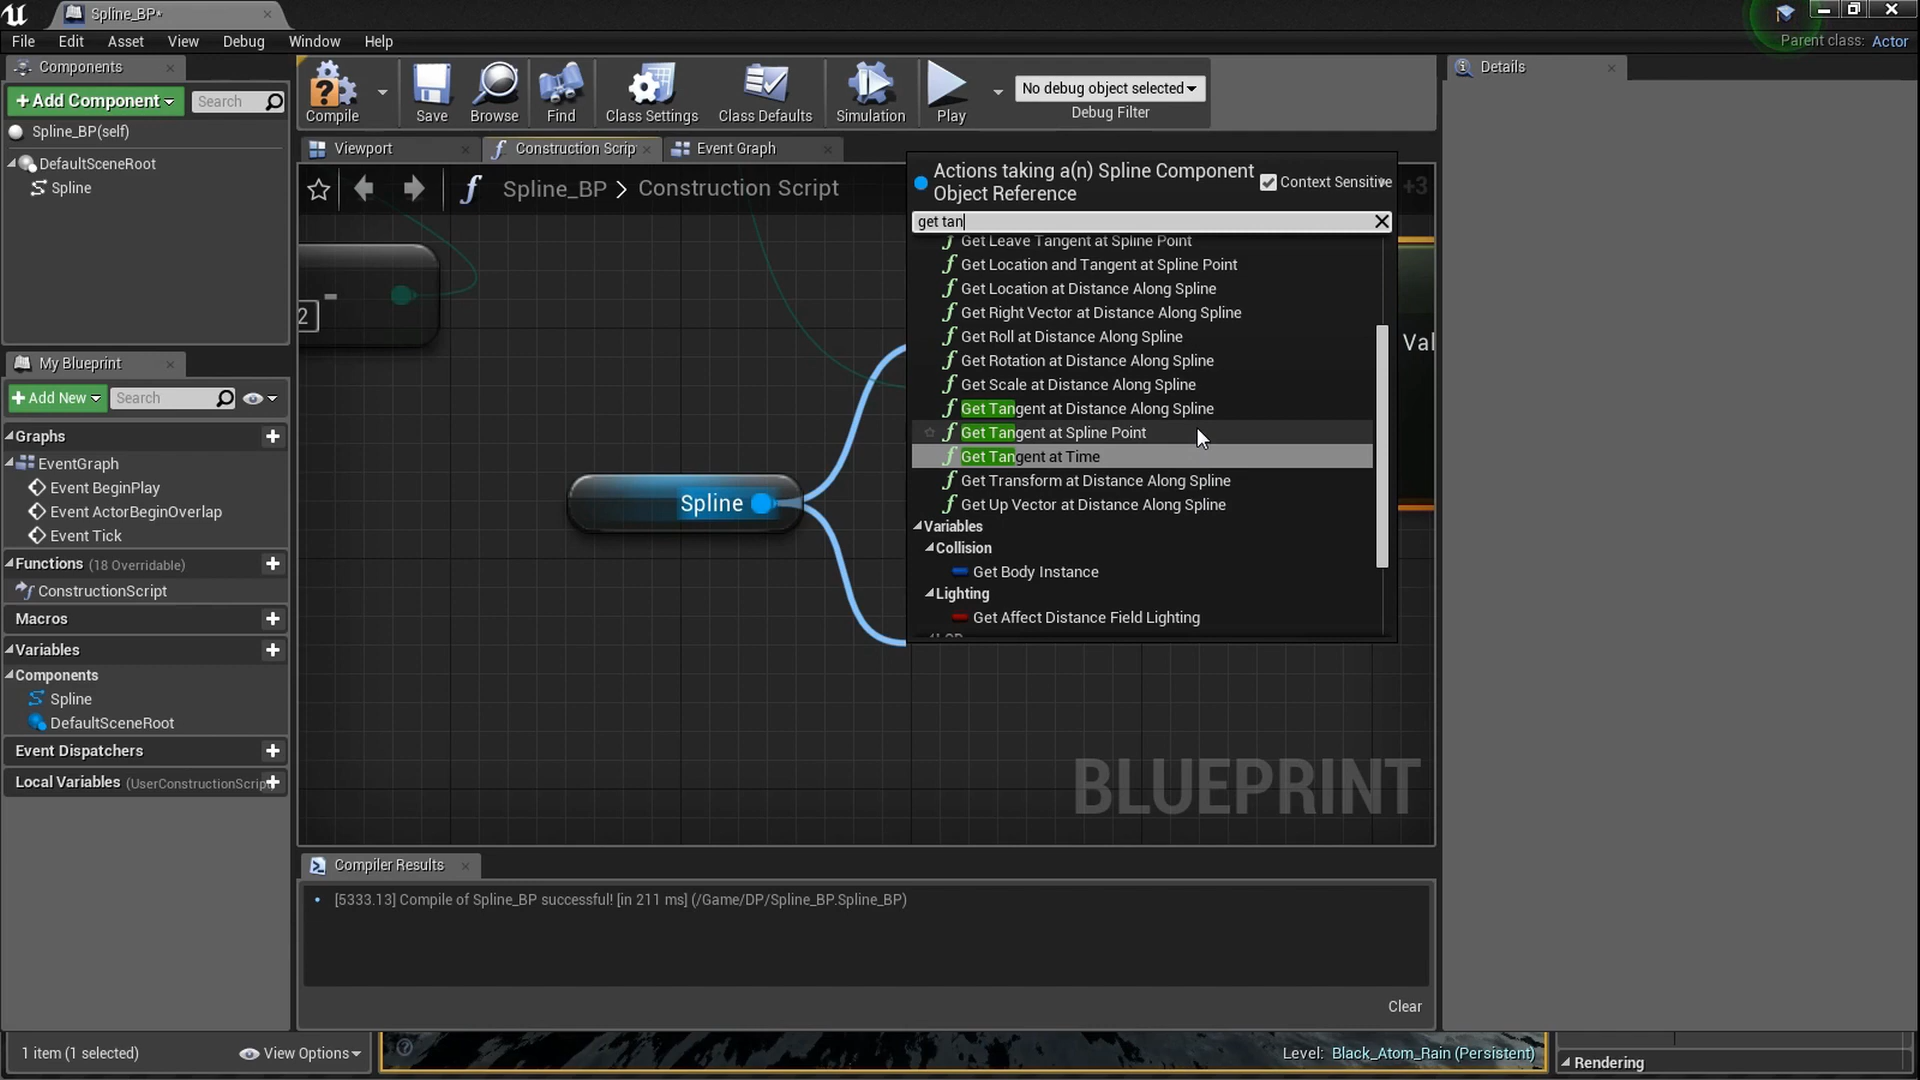 Spline_BP*
File
Edit
Asset
View
Debug
Window
Help
Parent class: Actor
Components
+Add Component
Search
Spline_BP(self)
DefaultSceneRoot
Spline
Compile
Save
Browse
Find
Class Settings
Class Defaults
Simulation
Play
No debug object selected
Debug Filter
Viewport
Construction Scrip
Event Graph
Spline_BP > Construction Script
+3
2
Spline
Val
Actions taking a(n) Spline Component
Object Reference
Context Sensitive
get tan
Get Leave Tangent at Spline Point
Get Location and Tangent at Spline Point
Get Location at Distance Along Spline
Get Right Vector at Distance Along Spline
Get Roll at Distance Along Spline
Get Rotation at Distance Along Spline
Get Scale at Distance Along Spline
Get Tangent at Distance Along Spline
Get Tangent at Spline Point
Get Tangent at Time
Get Transform at Distance Along Spline
Get Up Vector at Distance Along Spline
Variables
Collision
Get Body Instance
Lighting
Get Affect Distance Field Lighting
BLUEPRINT
Details
My Blueprint
+Add New
Search
Graphs
EventGraph
Event BeginPlay
Event ActorBeginOverlap
Event Tick
Functions (18 Overridable)
ConstructionScript
Macros
Variables
Components
Spline
DefaultSceneRoot
Event Dispatchers
Local Variables (UserConstructionScrip
Compiler Results
[5333.13] Compile of Spline_BP successful! [in 211 ms] (/Game/DP/Spline_BP.Spline_BP)
Clear
1 item (1 selected)
View Options
Level: Black_Atom_Rain (Persistent)
Rendering